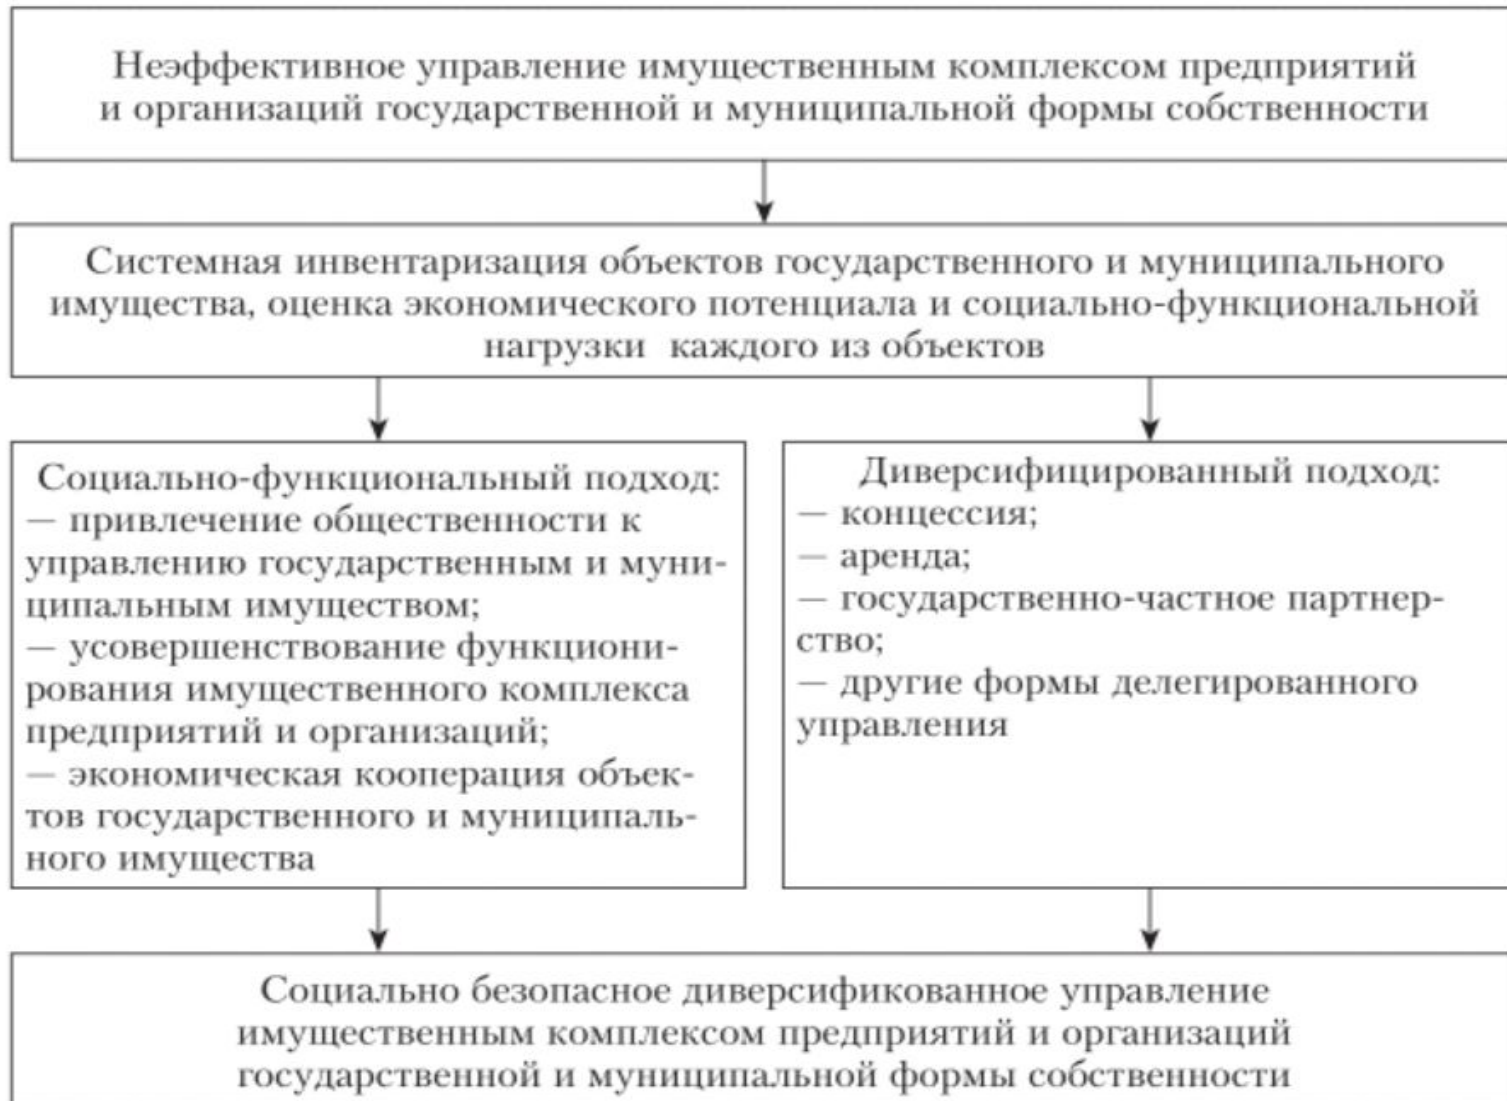 Неэффективное управление имущественным комплексом предприятий
и организаций государственной и муниципальной формы собственности
Системная инвентаризация объектов государственного и муниципального
имущества, оценка экономического потенциала и социально-функциональной
нагрузки каждого из объектов
Социально-функциональный подход:
— привлечение общественности к
управлению государственным и муни-
ципальным имуществом;
— усовершенствование функциони-
рования имущественного комплекса
предприятий и организаций;
— экономическая кооперация объек-
тов государственного и муниципаль-
ного имущества
Диверсифицированный подход:
— концессия;
— аренда;
— государственно-частное партнер-
ство;
— другие формы делегированного
управления
Социально безопасное диверсификованное управление
имущественным комплексом предприятий и организаций
государственной и муниципальной формы собственности